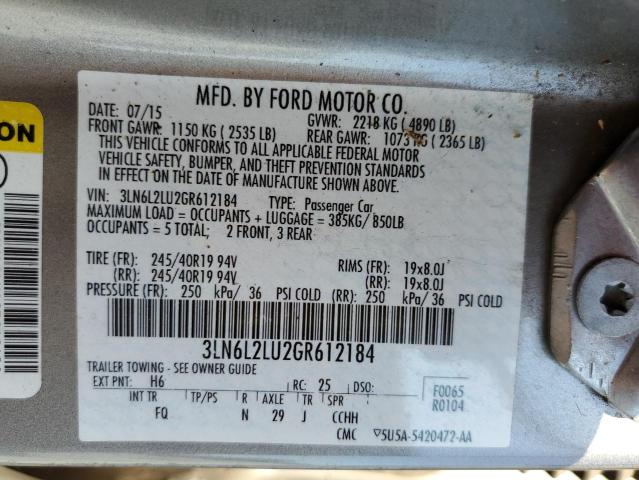 MFD. BY FORD MOTOR CO.
DATE: 07/15 GVWR: 2218 KG ( 4890 LB)
FRONT GAWR: 1150 KG ( 2535 LB) REAR GAWR: 1073 KG ( 2365 LB)
THIS VEHICLE CONFORMS TO ALL APPLICABLE FEDERAL MOTOR
VEHICLE SAFETY, BUMPER, AND THEFT PREVENTION STANDARDS
IN EFFECT ON THE DATE OF MANUFACTURE SHOWN ABOVE.
VIN: 3LN6L2LU2GR612184 TYPE: Passenger Car
MAXIMUM LOAD = OCCUPANTS + LUGGAGE = 385KG/ 850LB
OCCUPANTS = 5 TOTAL; 2 FRONT, 3 REAR
TIRE (FR): 245/40R19 94V RIMS (FR): 19x8.0J
(RR): 245/40R19 94V (RR): 19x8.0J
PRESSURE (FR): 250 kPa/ 36 PSI COLD (RR): 250 kPa/ 36 PSI COLD
3LN6L2LU2GR612184
TRAILER TOWING - SEE OWNER GUIDE
EXT PNT: H6 RC: 25 DSO: F0065
R0104
INT TR TP/PS R AXLE TR SPR
FQ N 29 J CCHH
CMC ▽5U5A-5420472-AA
ION